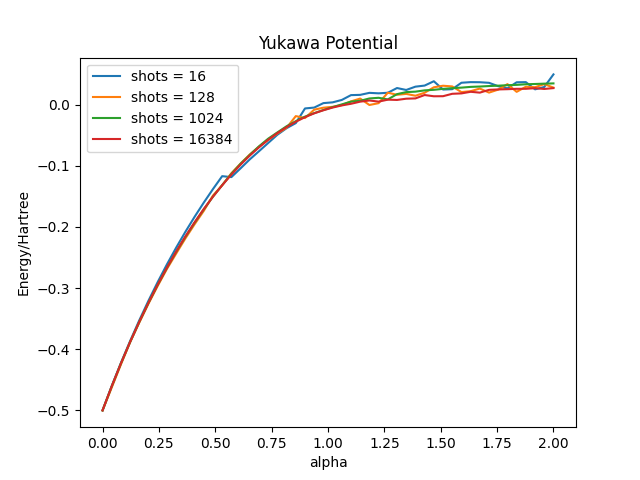 Yukawa Potential
shots = 16
shots = 128
shots = 1024
shots = 16384
Energy/Hartree
0.0
−0.1
−0.2
−0.3
−0.4
−0.5
0.00 0.25 0.50 0.75 1.00 1.25 1.50 1.75 2.00
alpha